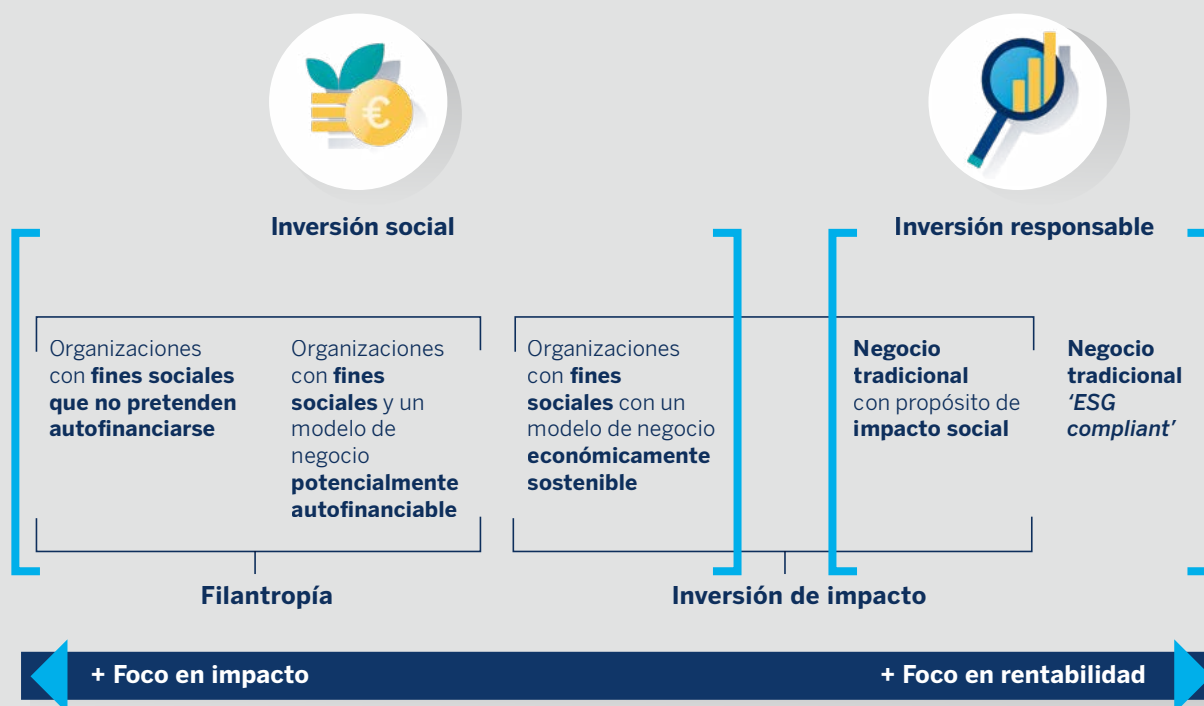 €
Inversión social
Inversión responsable
Organizaciones
con fines sociales
que no pretenden
autofinanciarse
Organizaciones
con fines
sociales y un
modelo de
negocio
potencialmente
autofinanciable
Organizaciones
con fines
sociales con un
modelo de negocio
económicamente
sostenible
Negocio
tradicional
con propósito de
impacto social
Negocio
tradicional
‘ESG
compliant’
Filantropía
Inversión de impacto
+ Foco en impacto
+ Foco en rentabilidad